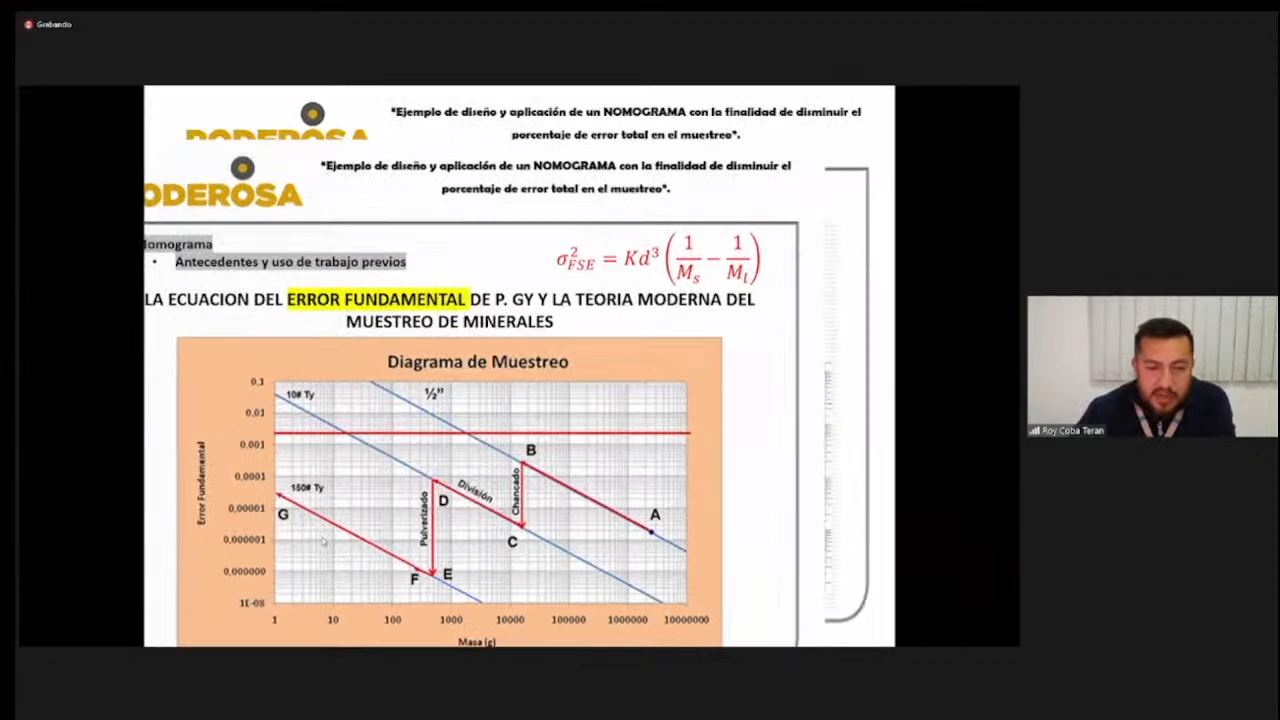 Grabando
"Ejemplo de diseño y aplicación de un NOMOGRAMA con la finalidad de disminuir el
porcentaje de error total en el muestreo".
PODEROSA
"Ejemplo de diseño y aplicación de un NOMOGRAMA con la finalidad de disminuir el
porcentaje de error total en el muestreo".
ODEROSA
Nomograma
• Antecedentes y uso de trabajo previos
σ²FSE = Kd³ (1/Ms − 1/Ml)
LA ECUACION DEL ERROR FUNDAMENTAL DE P. GY Y LA TEORIA MODERNA DEL
MUESTREO DE MINERALES
Diagrama de Muestreo
0.1
0,01
0,001
0,0001
0,00001
0,000001
0,000000
1E-08
Error Fundamental
10# Ty
½"
150# Ty
G
B
A
D
C
E
F
División
Chancado
Pulverizado
1 10 100 1000 10000 100000 1000000 10000000
Masa (g)
Roy Coba Teran